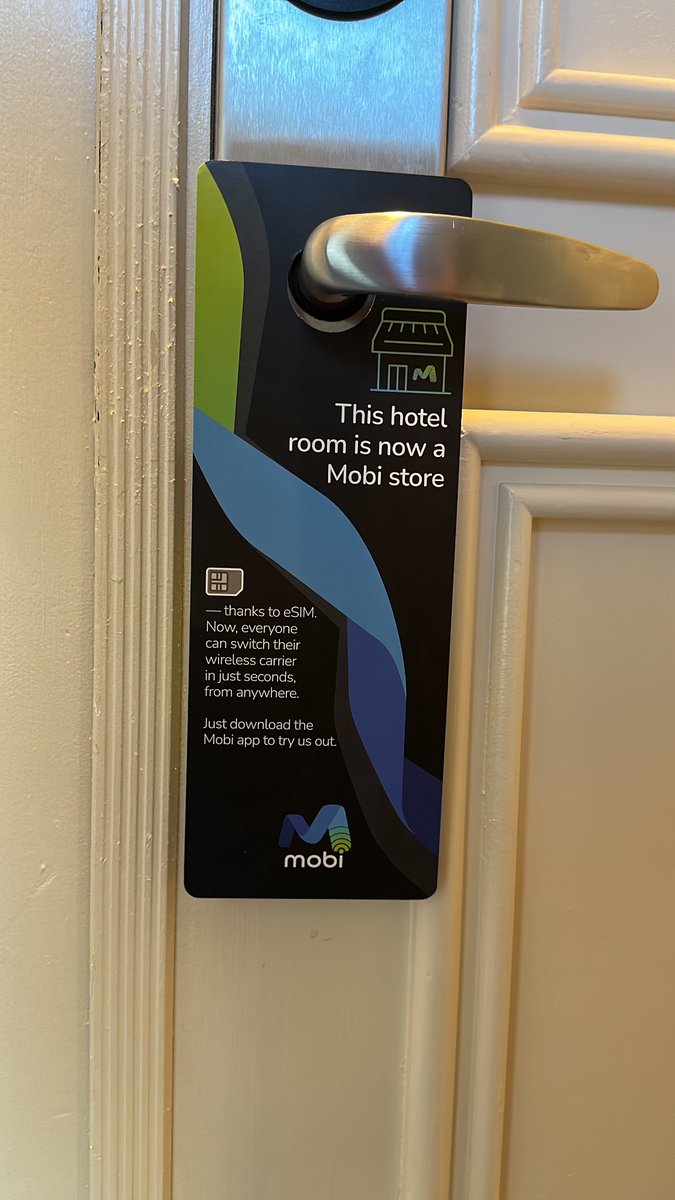 This hotel
room is now a
Mobi store
— thanks to eSIM.
Now, everyone
can switch their
wireless carrier
in just seconds,
from anywhere.
Just download the
Mobi app to try us out.
mobi